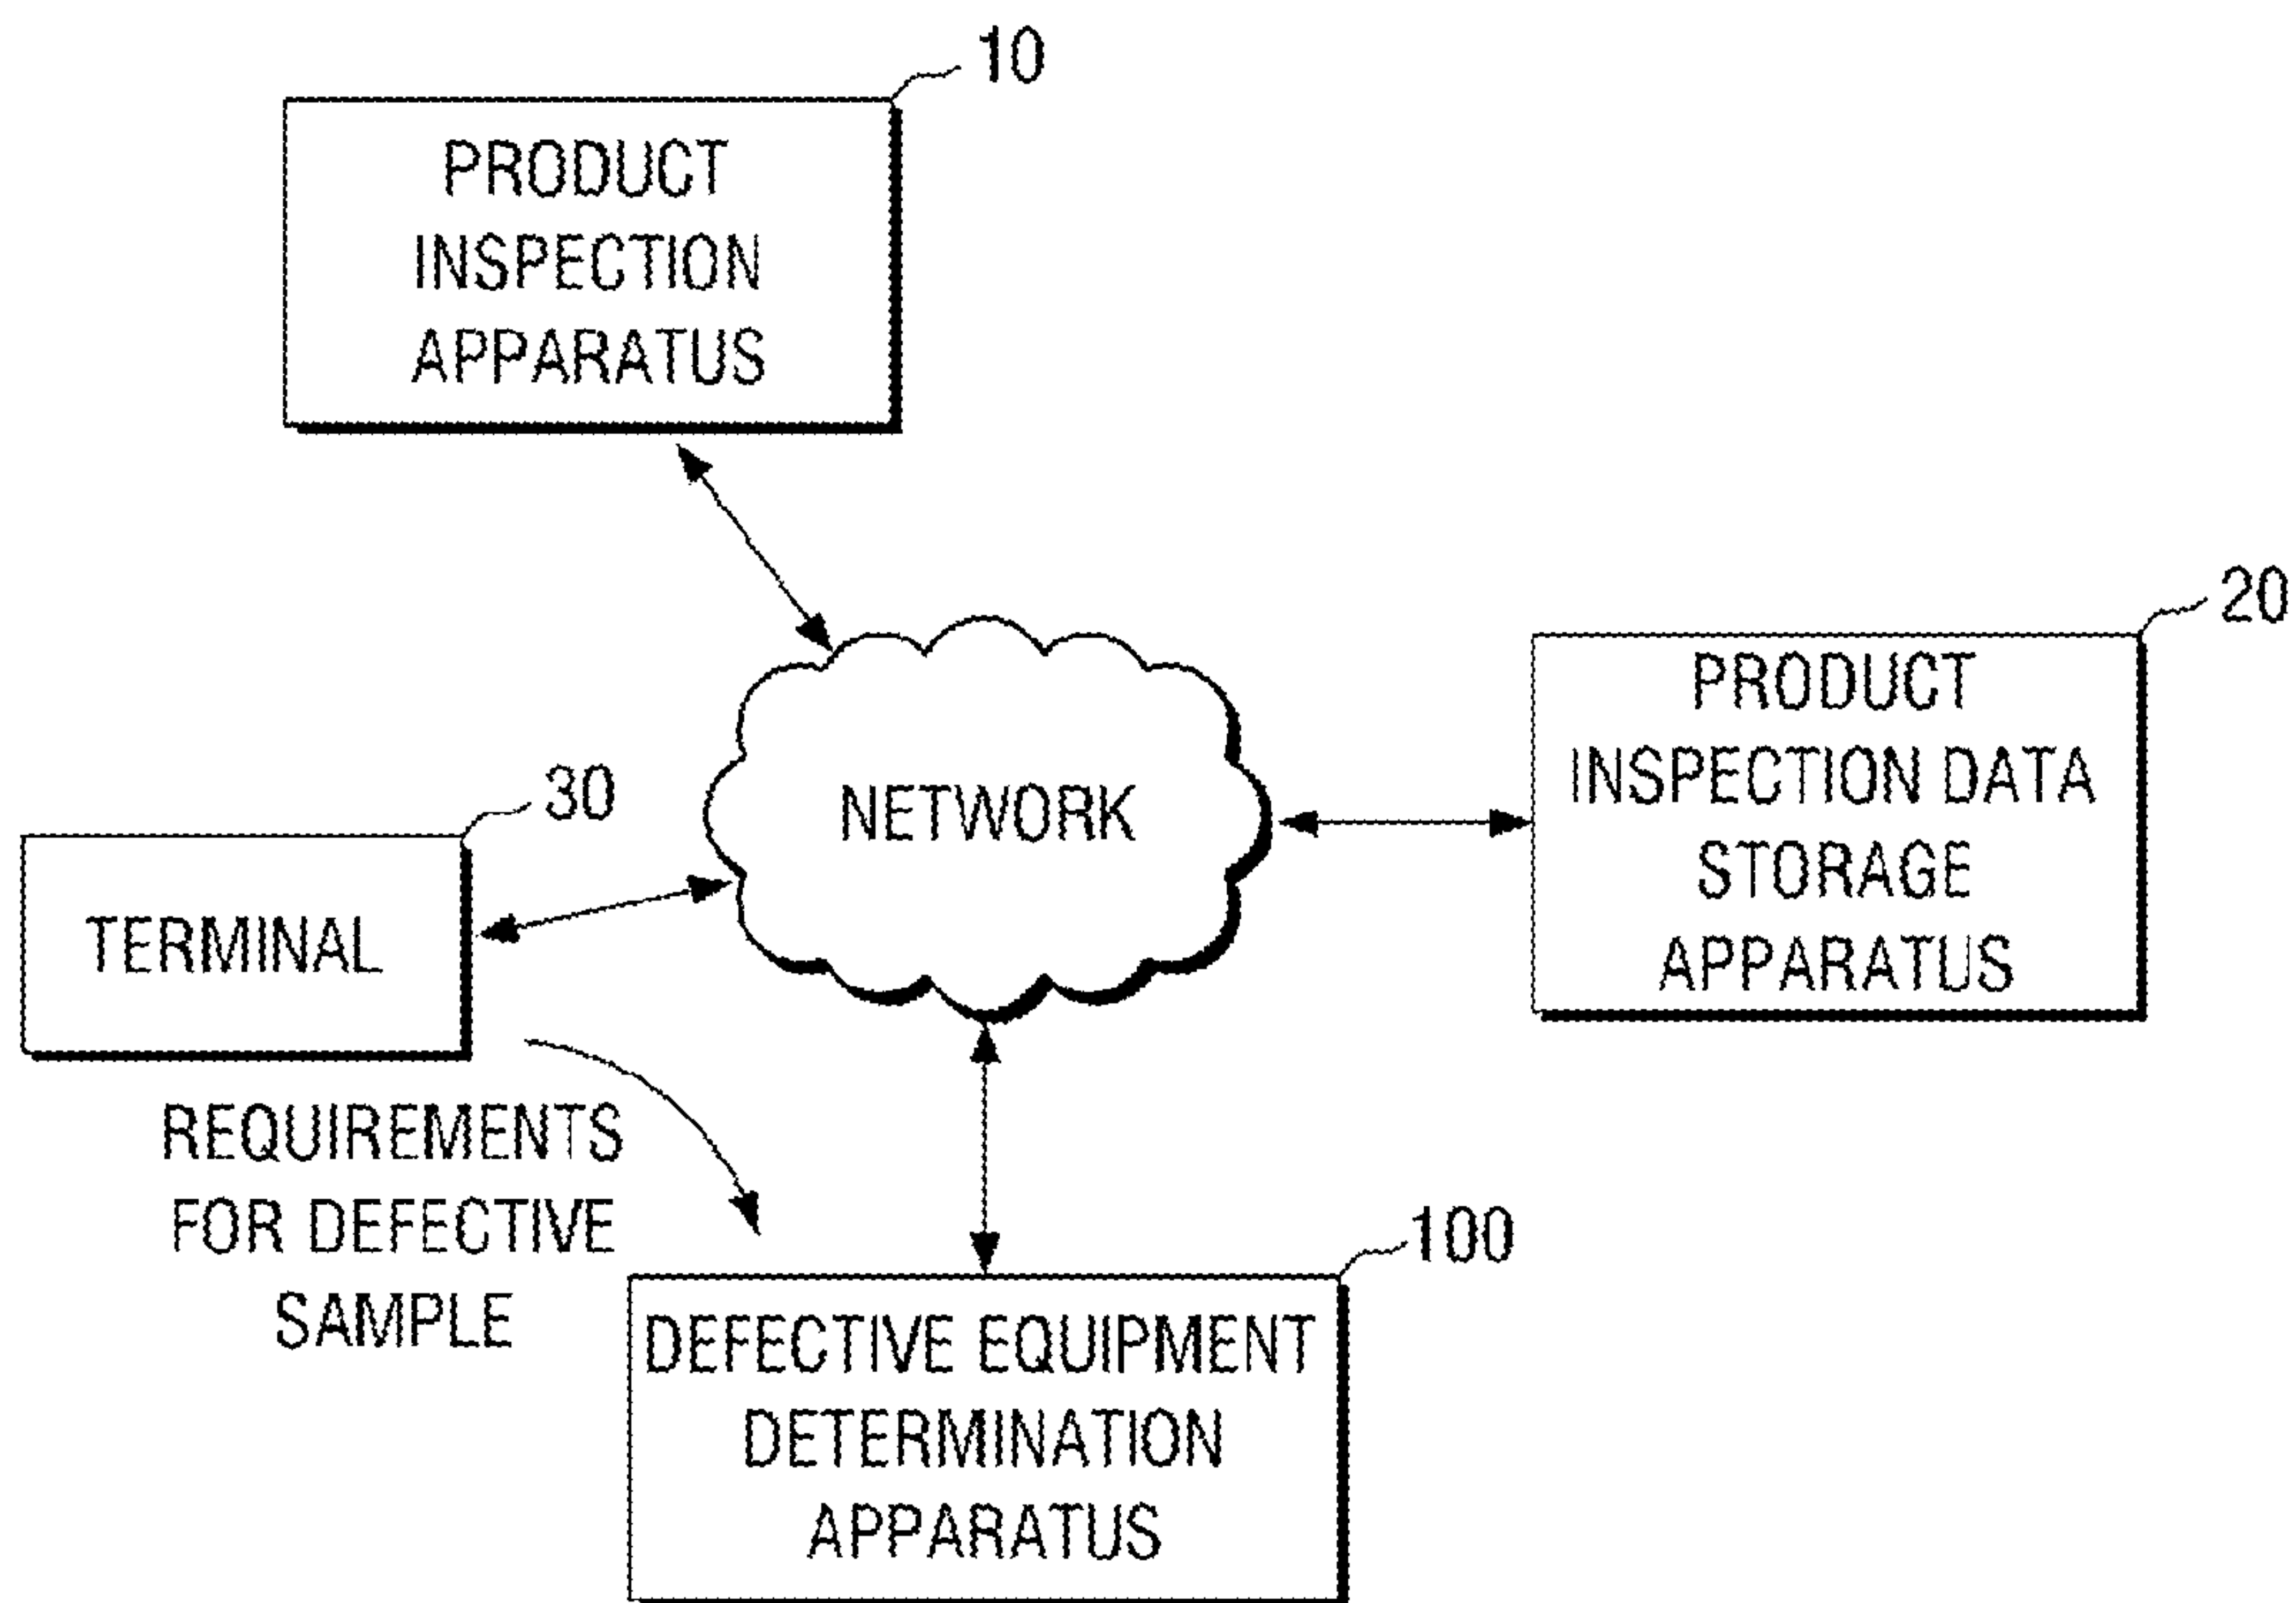 10
PRODUCT
INSPECTION
APPARATUS
20
PRODUCT
INSPECTION DATA
STORAGE
APPARATUS
NETWORK
30
TERMINAL
REQUIREMENTS
FOR DEFECTIVE
SAMPLE
100
DEFECTIVE EQUIPMENT
DETERMINATION
APPARATUS